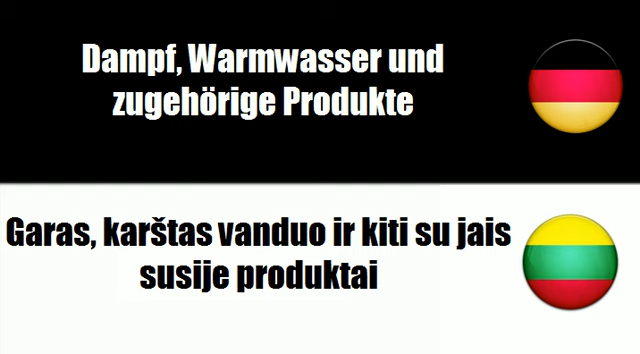 Dampf, Warmwasser und
zugehörige Produkte
Garas, karštas vanduo ir kiti su jais
susije produktai